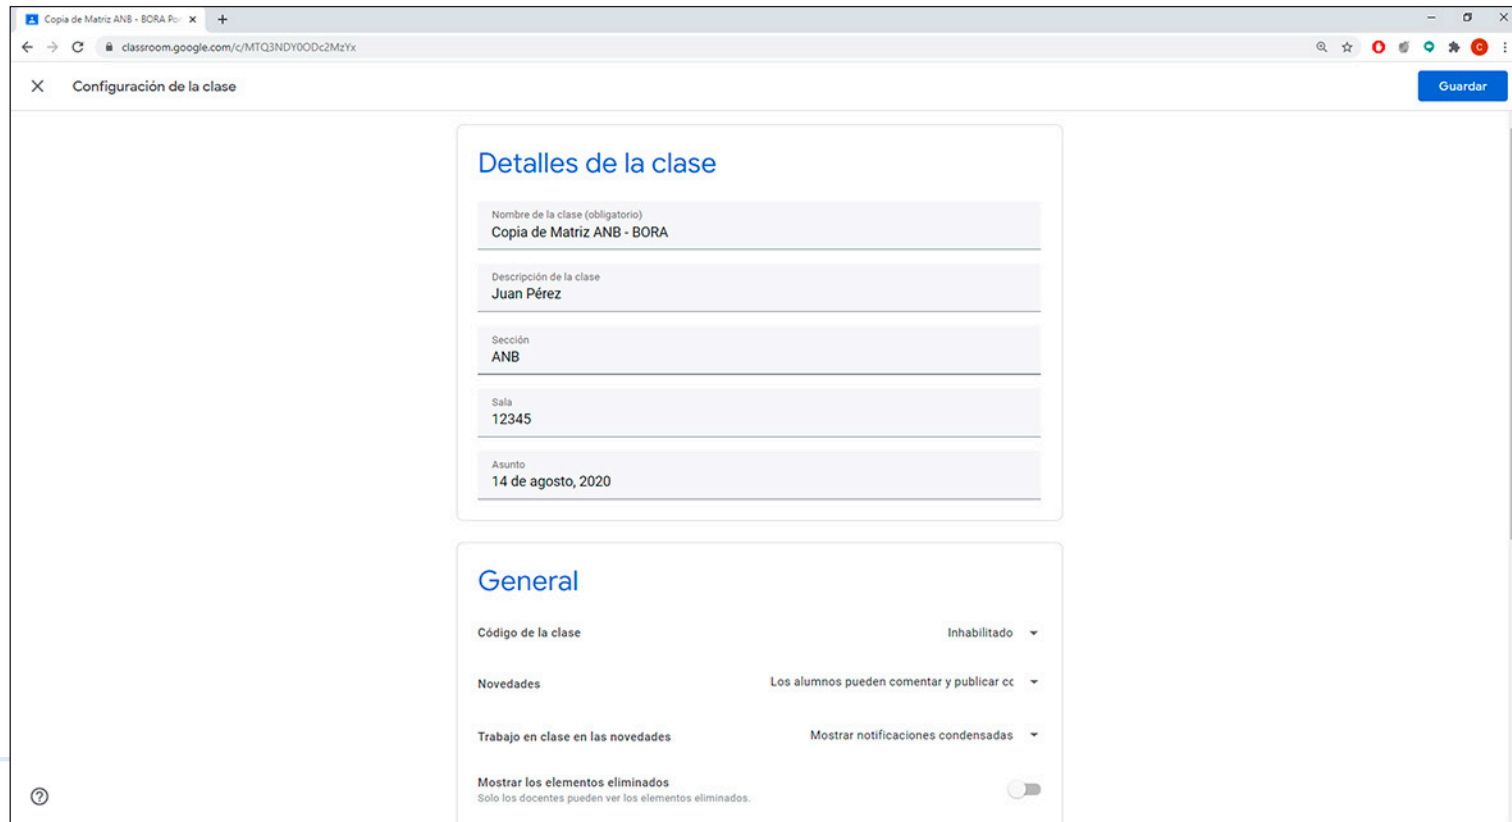 Copia de Matriz ANB - BORA Po
classroom.google.com/c/MTQ3NDY0ODc2MzYx
C
Configuración de la clase
Guardar
Detalles de la clase
Nombre de la clase (obligatorio)
Copia de Matriz ANB - BORA
Descripción de la clase
Juan Pérez
Sección
ANB
Sala
12345
Asunto
14 de agosto, 2020
General
Código de la clase Inhabilitado
Novedades Los alumnos pueden comentar y publicar cc
Trabajo en clase en las novedades Mostrar notificaciones condensadas
Mostrar los elementos eliminados
Solo los docentes pueden ver los elementos eliminados.